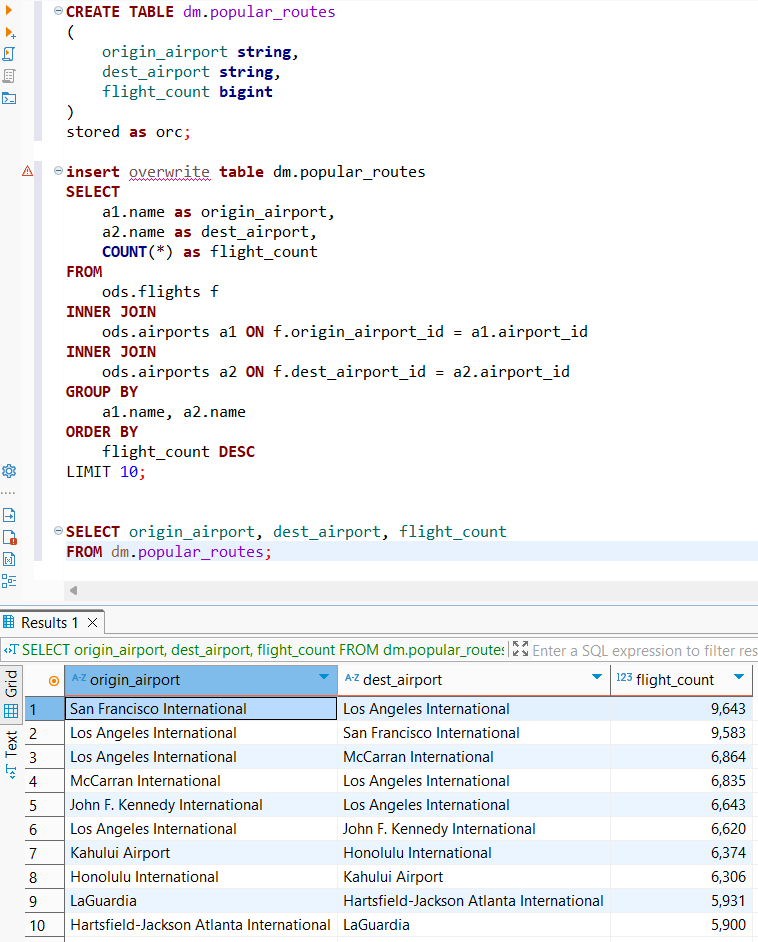 CREATE TABLE dm.popular_routes
(
    origin_airport string,
    dest_airport string,
    flight_count bigint
)
stored as orc;
insert overwrite table dm.popular_routes
SELECT
    a1.name as origin_airport,
    a2.name as dest_airport,
    COUNT(*) as flight_count
FROM
    ods.flights f
INNER JOIN
    ods.airports a1 ON f.origin_airport_id = a1.airport_id
INNER JOIN
    ods.airports a2 ON f.dest_airport_id = a2.airport_id
GROUP BY
    a1.name, a2.name
ORDER BY
    flight_count DESC
LIMIT 10;
SELECT origin_airport, dest_airport, flight_count
FROM dm.popular_routes;
Results 1
SELECT origin_airport, dest_airport, flight_count FROM dm.popular_routes Enter a SQL expression to filter res
Grid
Text
A-Z origin_airport A-Z dest_airport 123 flight_count
1 San Francisco International Los Angeles International 9,643
2 Los Angeles International San Francisco International 9,583
3 Los Angeles International McCarran International 6,864
4 McCarran International Los Angeles International 6,835
5 John F. Kennedy International Los Angeles International 6,643
6 Los Angeles International John F. Kennedy International 6,620
7 Kahului Airport Honolulu International 6,374
8 Honolulu International Kahului Airport 6,306
9 LaGuardia Hartsfield-Jackson Atlanta International 5,931
10 Hartsfield-Jackson Atlanta International LaGuardia 5,900